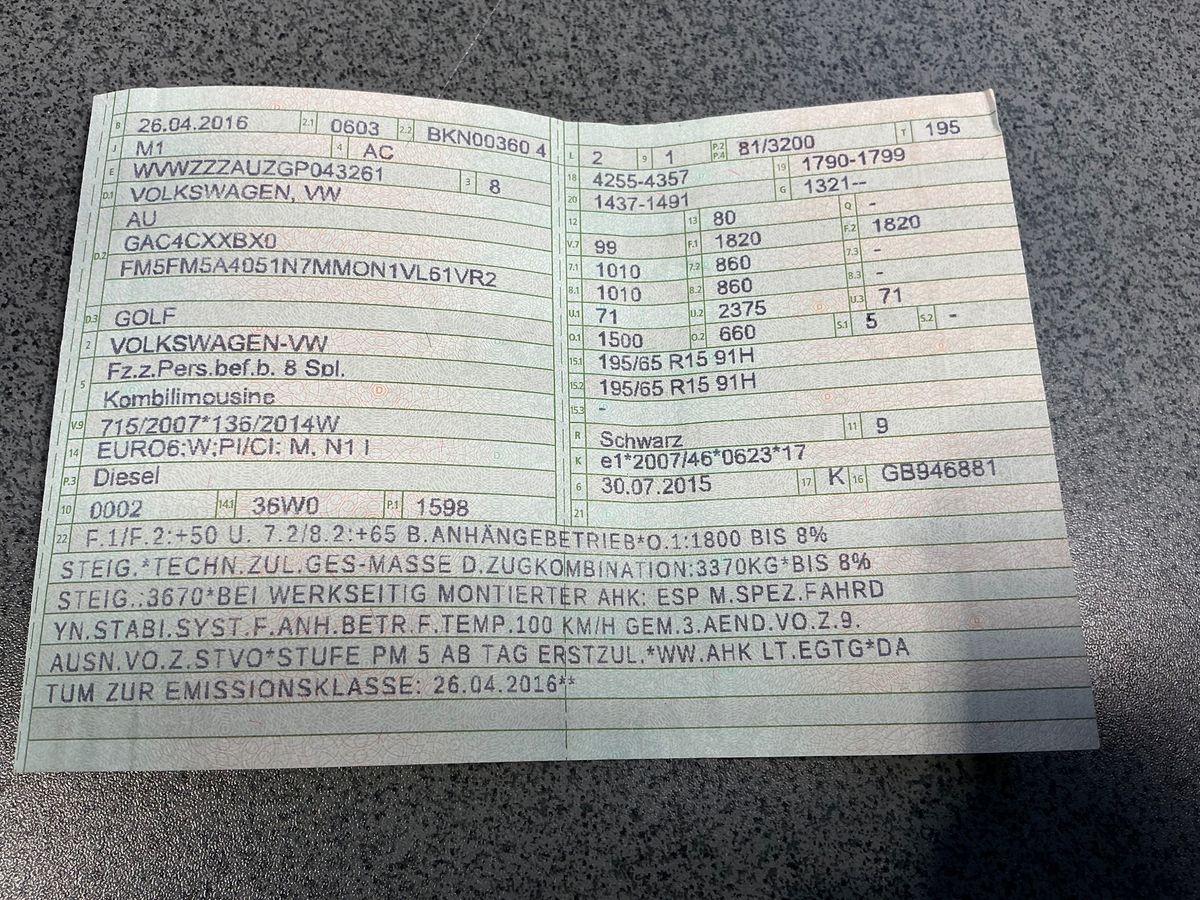 B 26.04.2016 2.1 0603 2.2 BKN00360 4
J M1 4 AC
E WVWZZZAUZGP043261 3 8
D.1 VOLKSWAGEN, VW
AU
D.2 GAC4CXXBX0
FM5FM5A4051N7MMON1VL61VR2
D.3 GOLF
2 VOLKSWAGEN-VW
5 Fz.z.Pers.bef.b. 8 Spl.
Kombilimousine
V.9 715/2007*136/2014W
14 EURO6;W;PI/CI; M, N1 I
P.3 Diesel
10 0002 14.1 36W0 P.1 1598
L 2 9 1 P.2 P.4 81/3200 T 195
18 4255-4357 19 1790-1799
20 1437-1491 G 1321--
12 13 80 Q -
V.7 99 F.1 1820 F.2 1820
7.1 1010 7.2 860 7.3 -
8.1 1010 8.2 860 8.3 -
U.1 71 U.2 2375 U.3 71
O.1 1500 O.2 660 S.1 5 S.2 -
15.1 195/65 R15 91H
15.2 195/65 R15 91H
15.3 -
R Schwarz 11 9
K e1*2007/46*0623*17
6 30.07.2015 17 K 16 GB946881
21
22 F.1/F.2:+50 U. 7.2/8.2:+65 B.ANHÄNGEBETRIEB*O.1:1800 BIS 8%
STEIG.*TECHN.ZUL.GES-MASSE D.ZUGKOMBINATION:3370KG*BIS 8%
STEIG.:3670*BEI WERKSEITIG MONTIERTER AHK: ESP M.SPEZ.FAHRD
YN.STABI.SYST.F.ANH.BETR.F.TEMP.100 KM/H GEM.3.AEND.VO.Z.9.
AUSN.VO.Z.STVO*STUFE PM 5 AB TAG ERSTZUL.*WW.AHK LT.EGTG*DA
TUM ZUR EMISSIONSKLASSE: 26.04.2016**